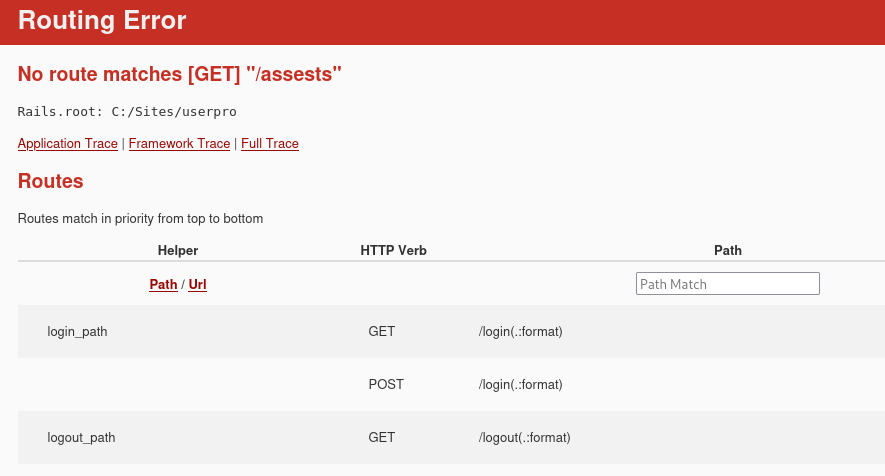 Routing Error
No route matches [GET] "/assests"
Rails.root: C:/Sites/userpro
Application Trace | Framework Trace | Full Trace
Routes
Routes match in priority from top to bottom
Helper HTTP Verb Path
Path / Url Path Match
login_path GET /login(.:format)
POST /login(.:format)
logout_path GET /logout(.:format)